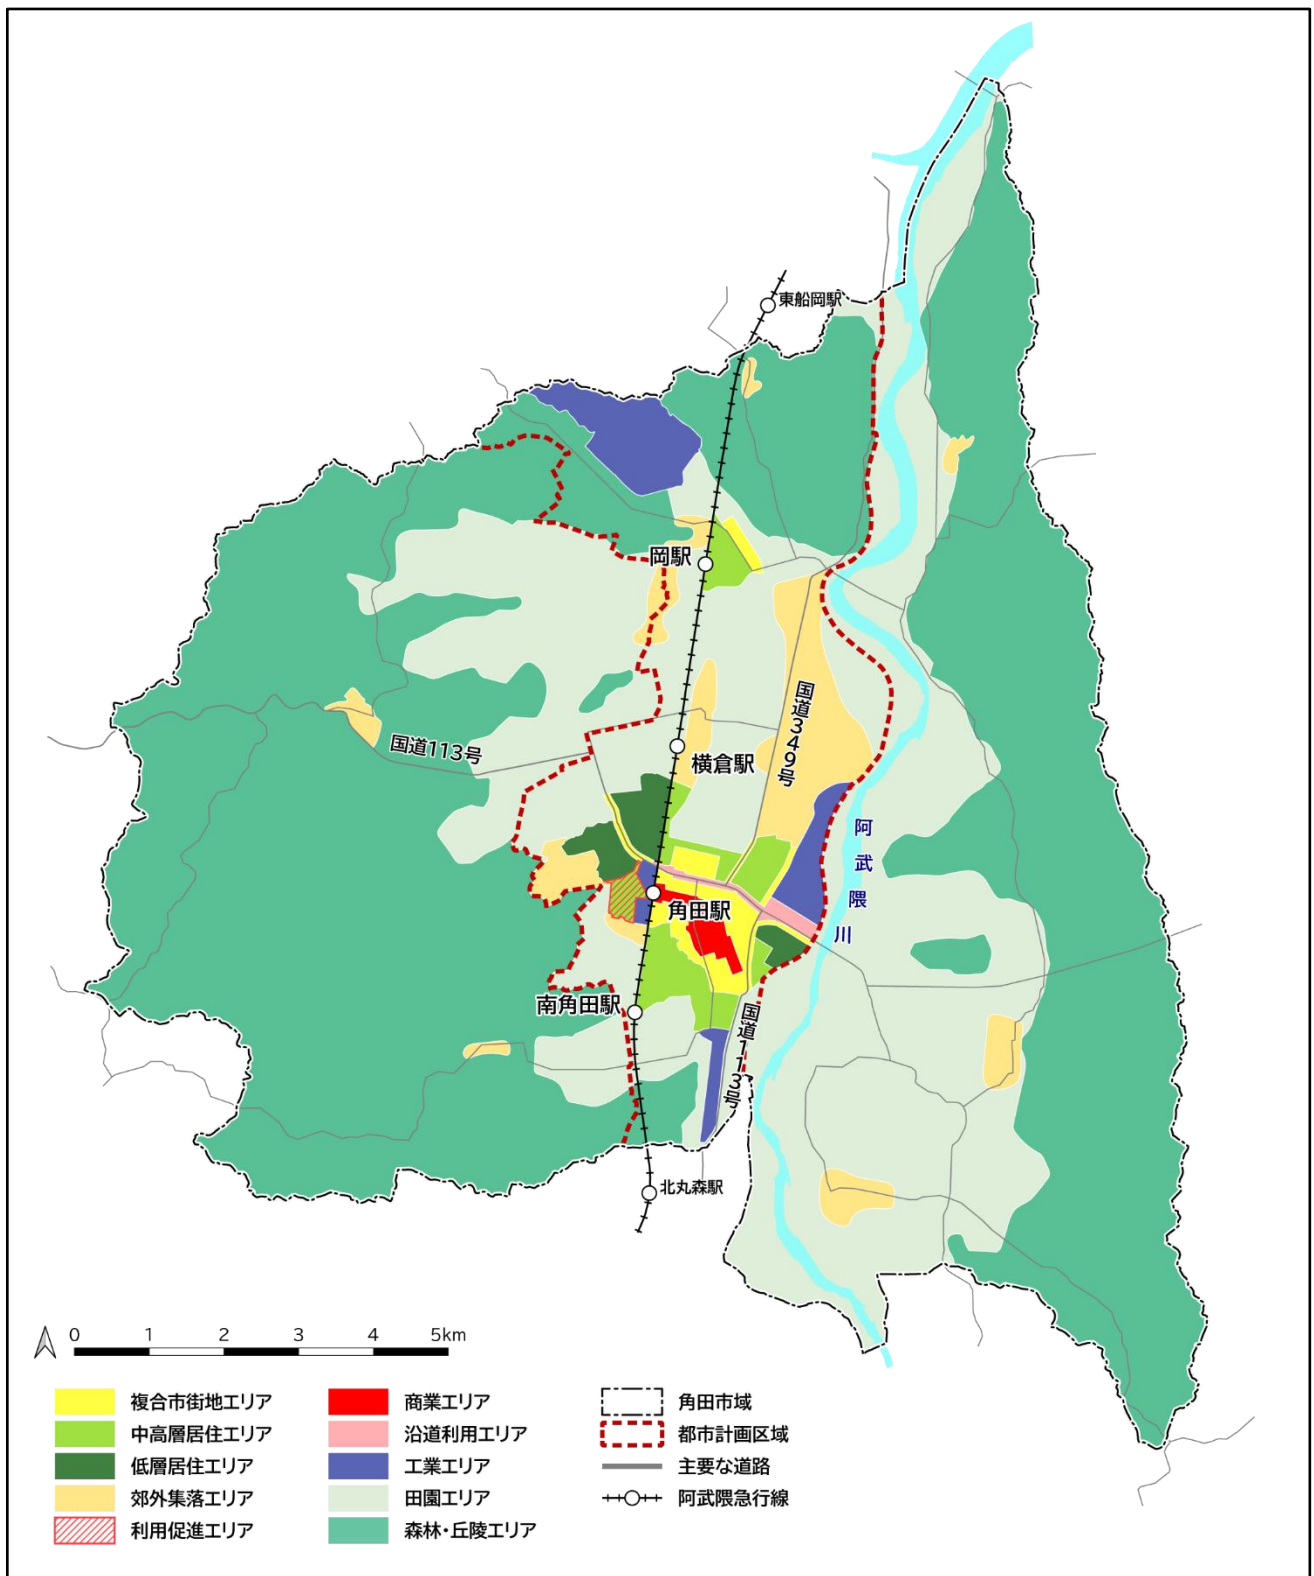 東船岡駅
岡駅
国道349号
国道113号
横倉駅
阿武隈川
角田駅
南角田駅
国道113号
北丸森駅
0 1 2 3 4 5km
複合市街地エリア
中高層居住エリア
低層居住エリア
郊外集落エリア
利用促進エリア
商業エリア
沿道利用エリア
工業エリア
田園エリア
森林・丘陵エリア
角田市域
都市計画区域
主要な道路
阿武隈急行線